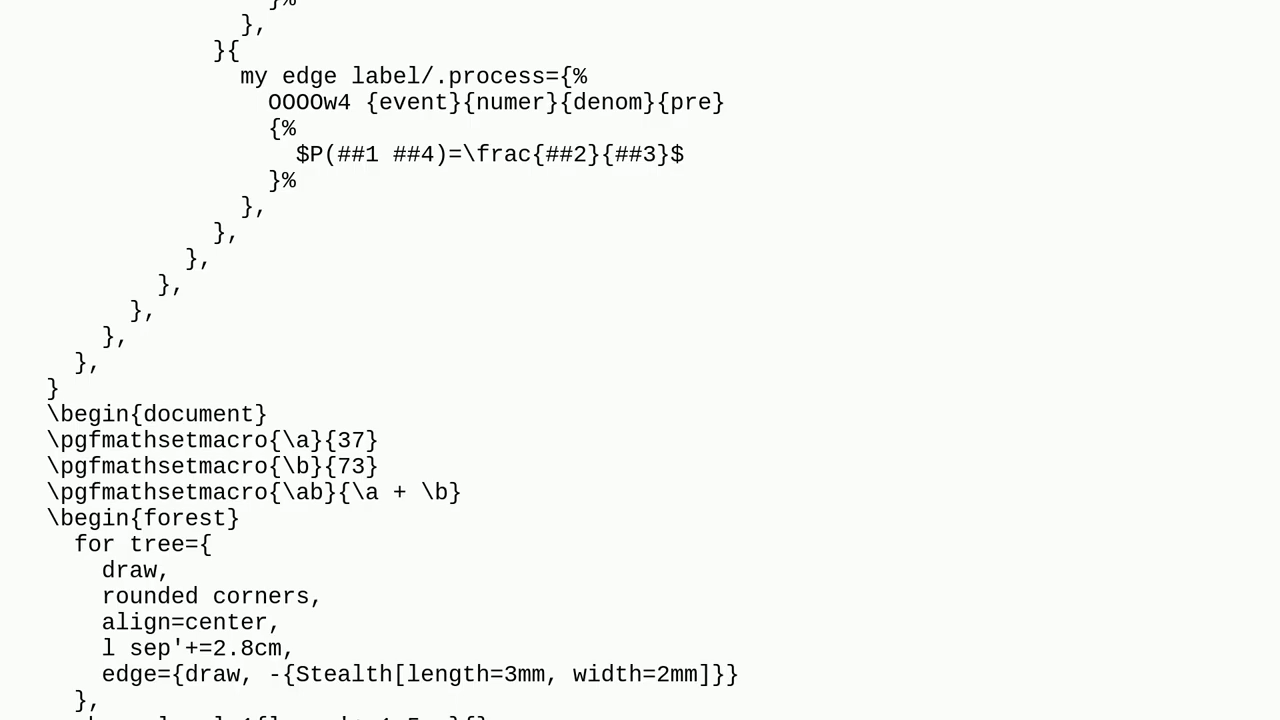 }%
},
}{
my edge label/.process={%
OOOOw4 {event}{numer}{denom}{pre}
{%
$P(##1 ##4)=\frac{##2}{##3}$
}%
},
},
},
},
},
},
},
}
\begin{document}
\pgfmathsetmacro{\a}{37}
\pgfmathsetmacro{\b}{73}
\pgfmathsetmacro{\ab}{\a + \b}
\begin{forest}
for tree={
draw,
rounded corners,
align=center,
l sep'+=2.8cm,
edge={draw, -{Stealth[length=3mm, width=2mm]}}
},